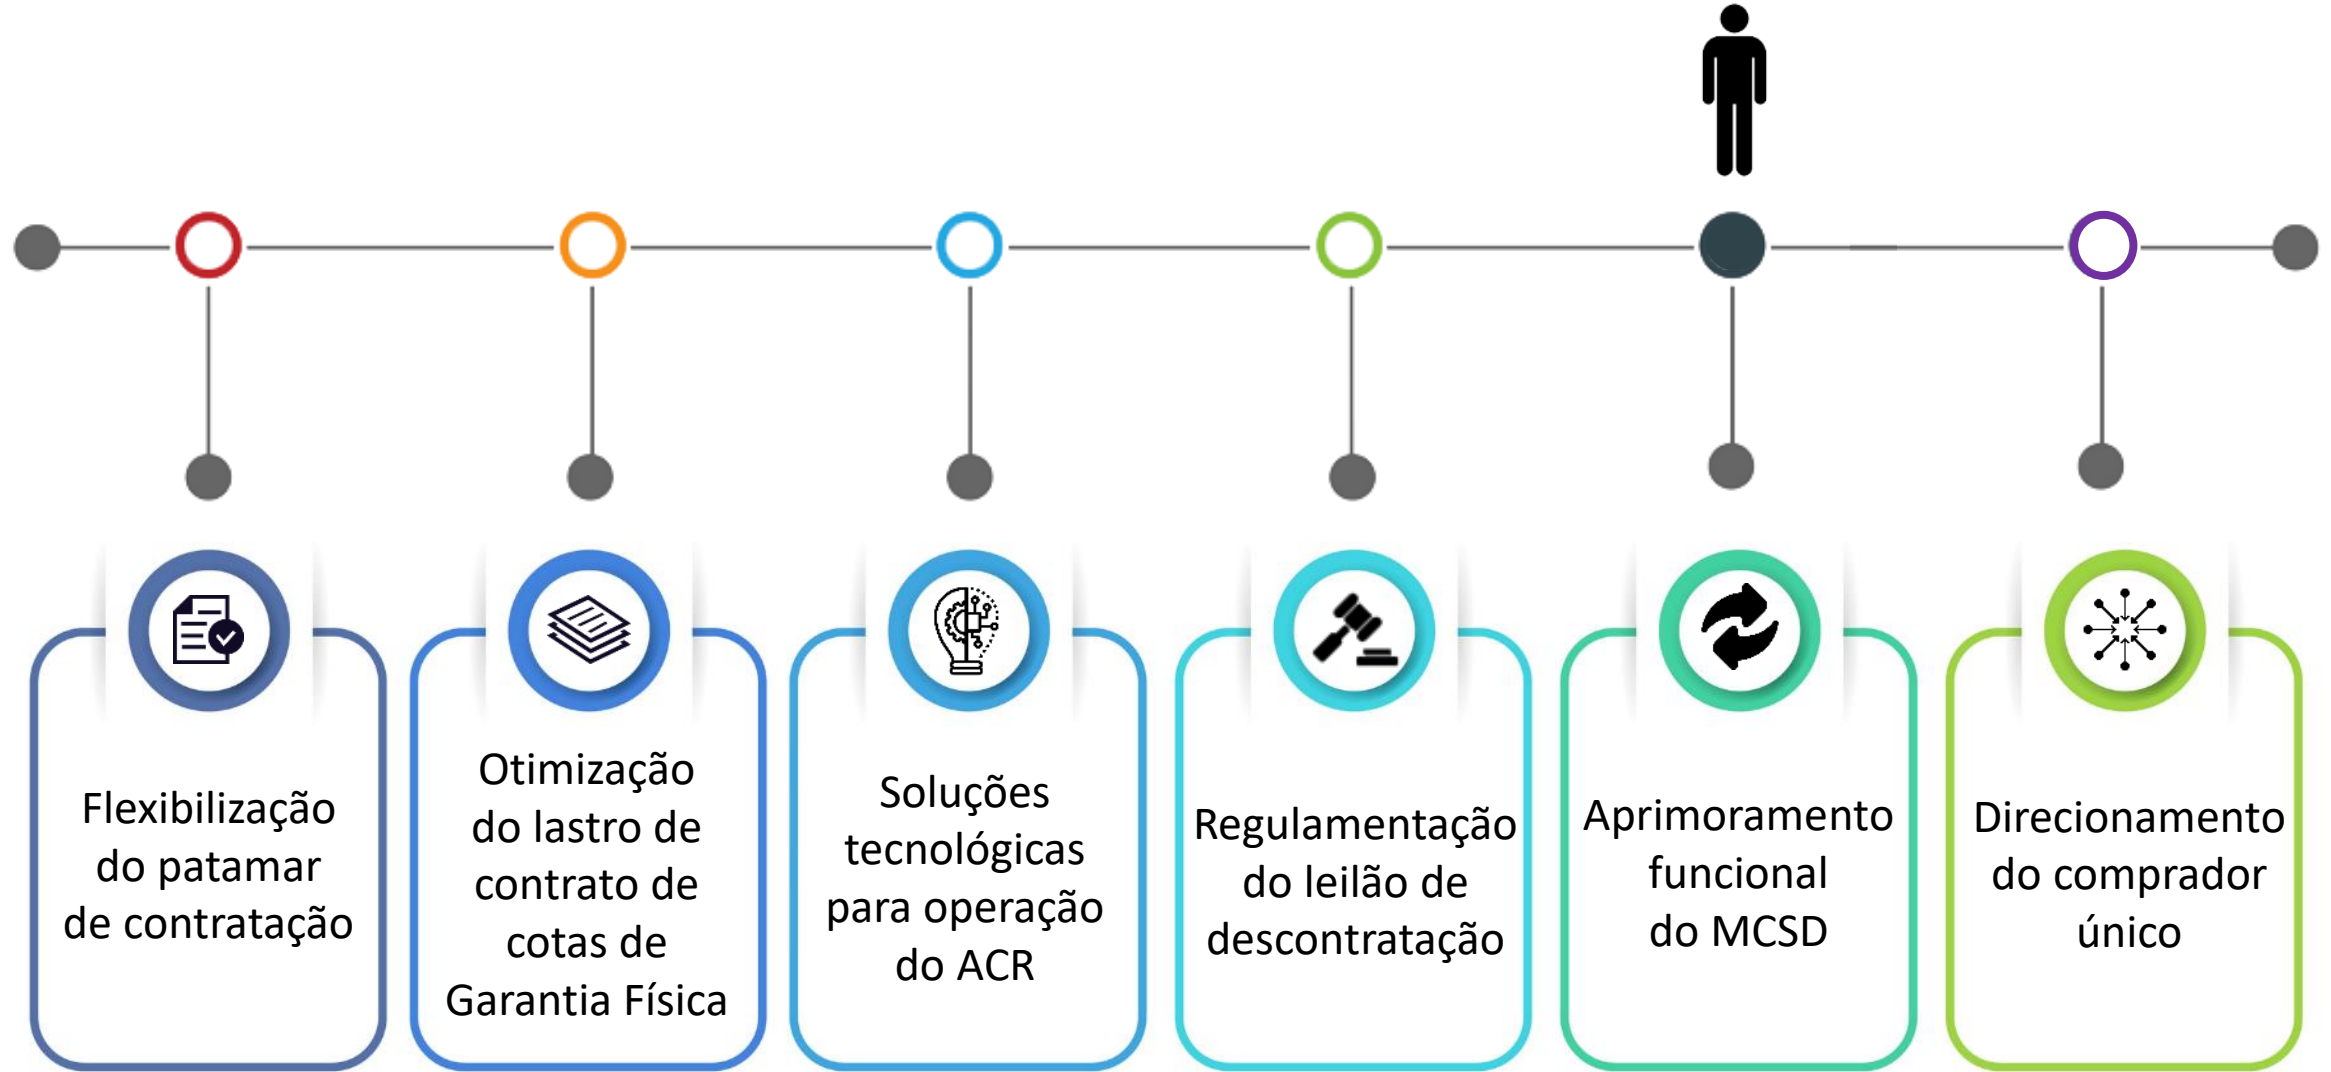 Flexibilização
do patamar
de contratação
Otimização
do lastro de
contrato de
cotas de
Garantia Física
Soluções
tecnológicas
para operação
do ACR
Regulamentação
do leilão de
descontratação
Aprimoramento
funcional
do MCSD
Direcionamento
do comprador
único